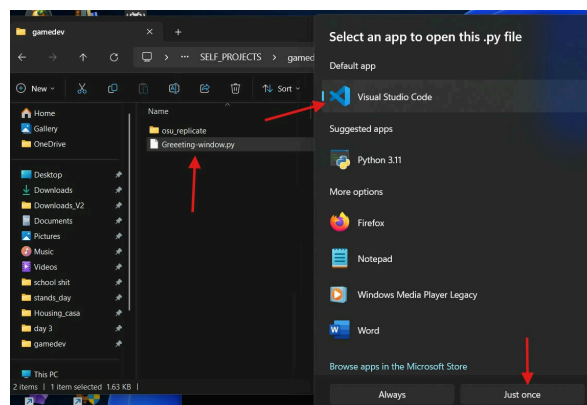 gamedev
SELF_PROJECTS
gamed
New
Sort
Home
Gallery
OneDrive
Desktop
Downloads
Downloads_V2
Documents
Pictures
Music
Videos
school shit
stands_day
Housing_casa
day 3
gamedev
This PC
Name
osu_replicate
Greeeting-window.py
2 items
1 item selected 1.63 KB
Select an app to open this .py file
Default app
Visual Studio Code
Suggested apps
Python 3.11
More options
Firefox
Notepad
Windows Media Player Legacy
Word
Browse apps in the Microsoft Store
Always
Just once